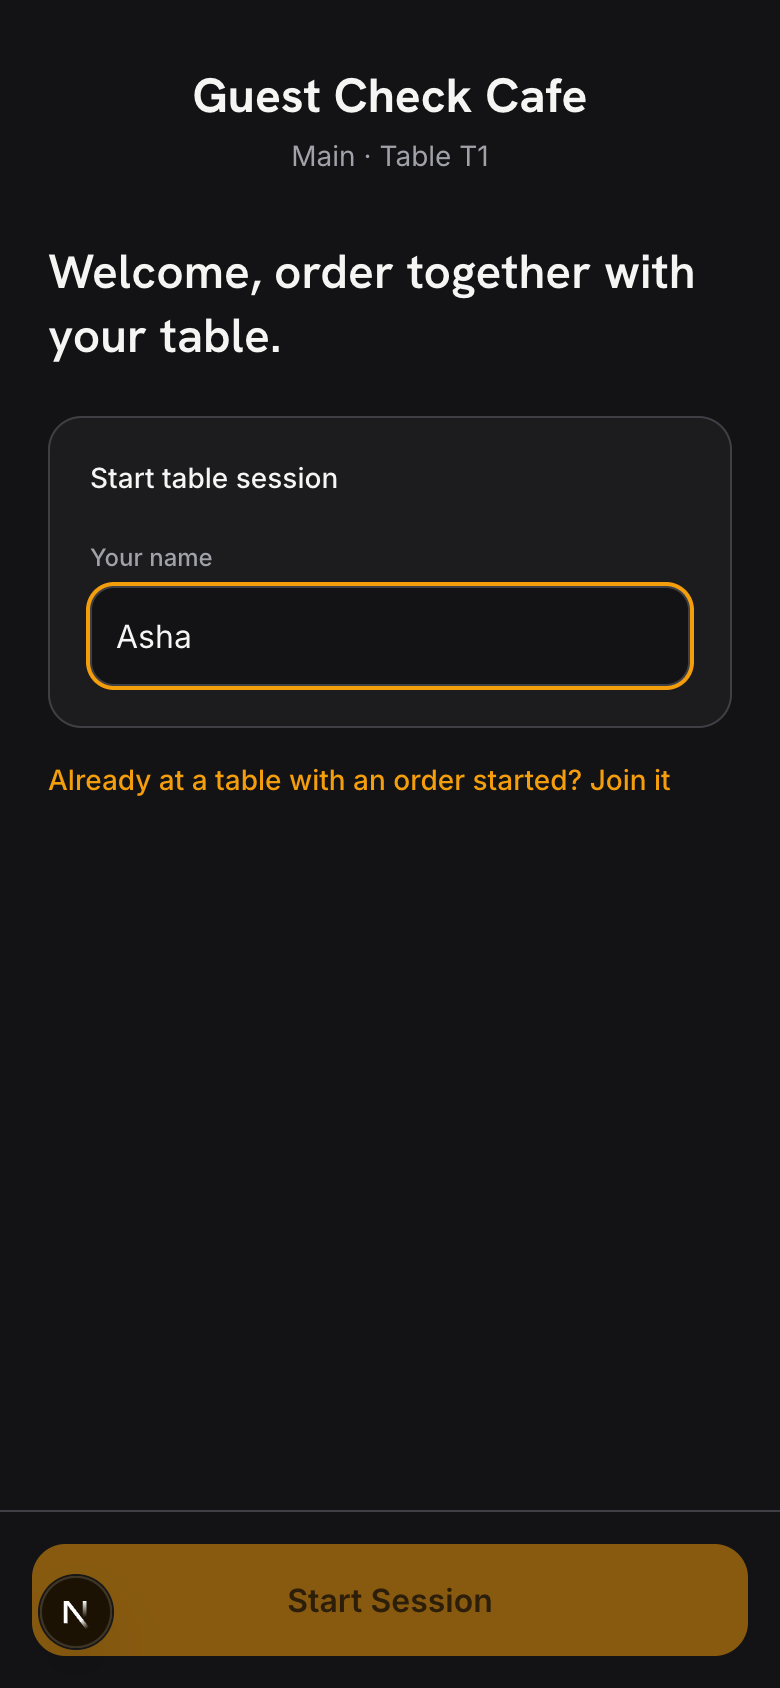 Guest Check Cafe
Main · Table T1
Welcome, order together with
your table.
Start table session
Your name
Asha
Already at a table with an order started? Join it
Start Session
N